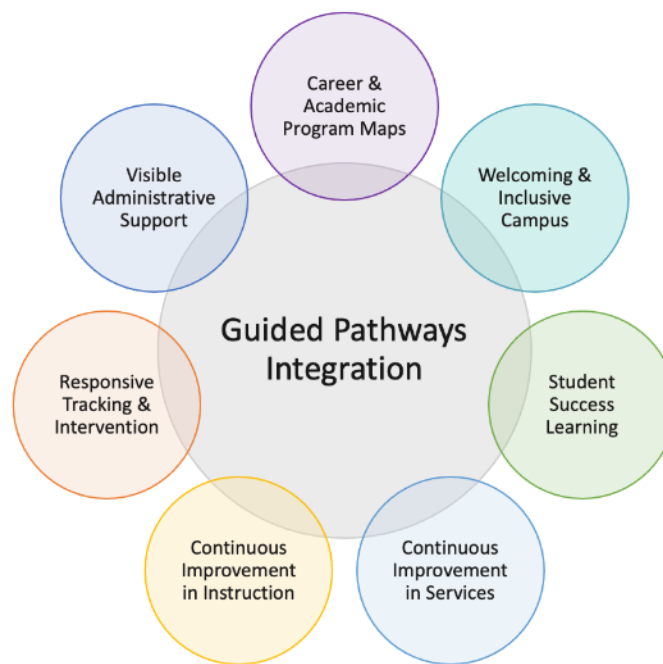 Career &
Academic
Program Maps
Welcoming &
Inclusive
Campus
Student
Success
Learning
Continuous
Improvement
in Services
Continuous
Improvement
in Instruction
Responsive
Tracking &
Intervention
Visible
Administrative
Support
Guided Pathways
Integration